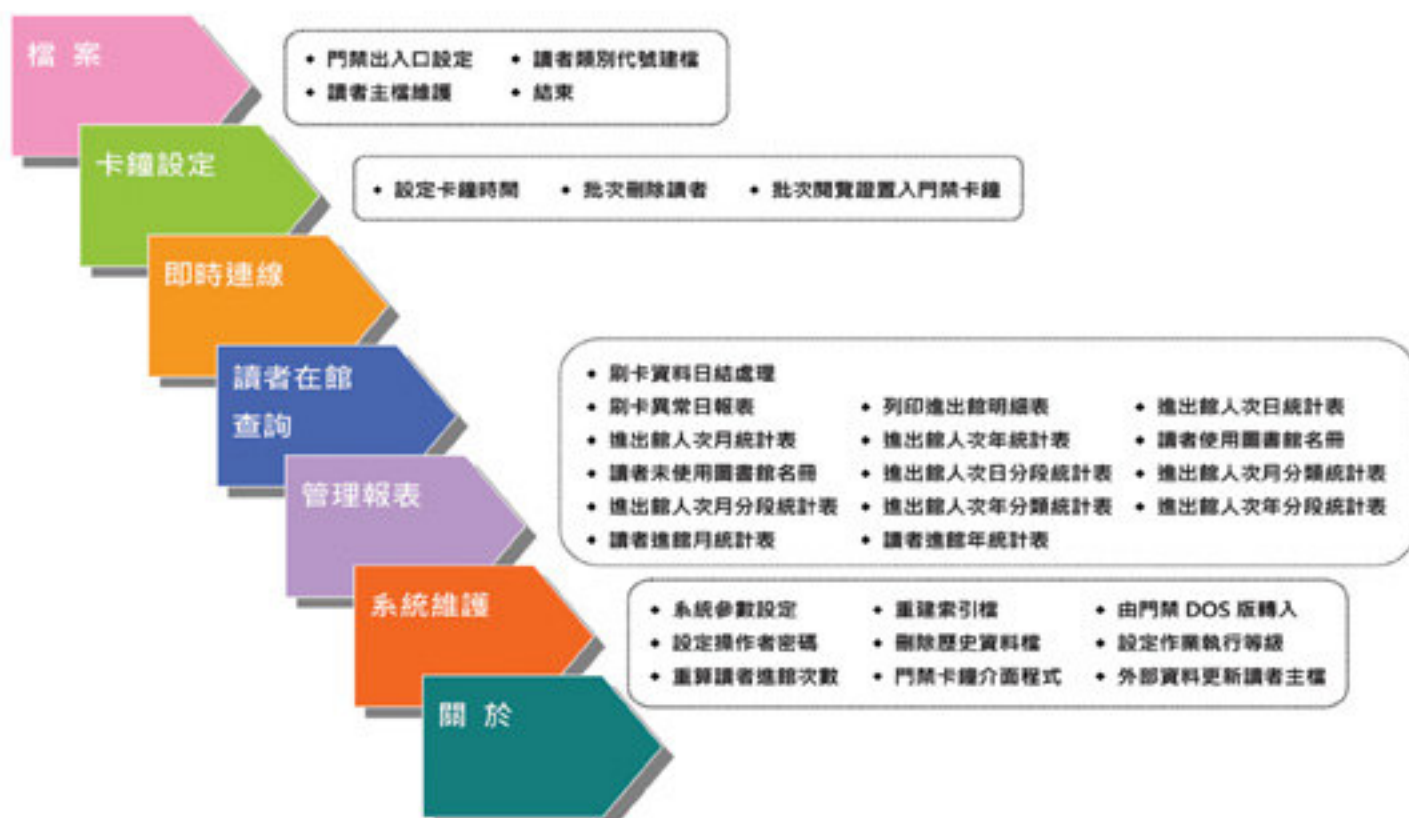 檔 案
◆ 門禁出入口設定 ◆ 讀者類別代號建檔
◆ 讀者主檔維護 ◆ 結束
卡鐘設定
◆ 設定卡鐘時間 ◆ 批次刪除讀者 ◆ 批次閱覽證置入門禁卡鐘
即時連線
讀者在館
查詢
◆ 刷卡資料日結處理
◆ 刷卡異常日報表 ◆ 列印進出館明細表 ◆ 進出館人次日統計表
◆ 進出館人次月統計表 ◆ 進出館人次年統計表 ◆ 讀者使用圖書館名冊
◆ 讀者未使用圖書館名冊 ◆ 進出館人次日分段統計表 ◆ 進出館人次月分類統計表
◆ 進出館人次月分段統計表 ◆ 進出館人次年分類統計表 ◆ 進出館人次年分段統計表
◆ 讀者進館月統計表 ◆ 讀者進館年統計表
管理報表
系統維護
◆ 系統參數設定 ◆ 重建索引檔 ◆ 由門禁 DOS 版轉入
◆ 設定操作者密碼 ◆ 刪除歷史資料檔 ◆ 設定作業執行等級
◆ 重算讀者進館次數 ◆ 門禁卡鐘介面程式 ◆ 外部資料更新讀者主檔
關 於